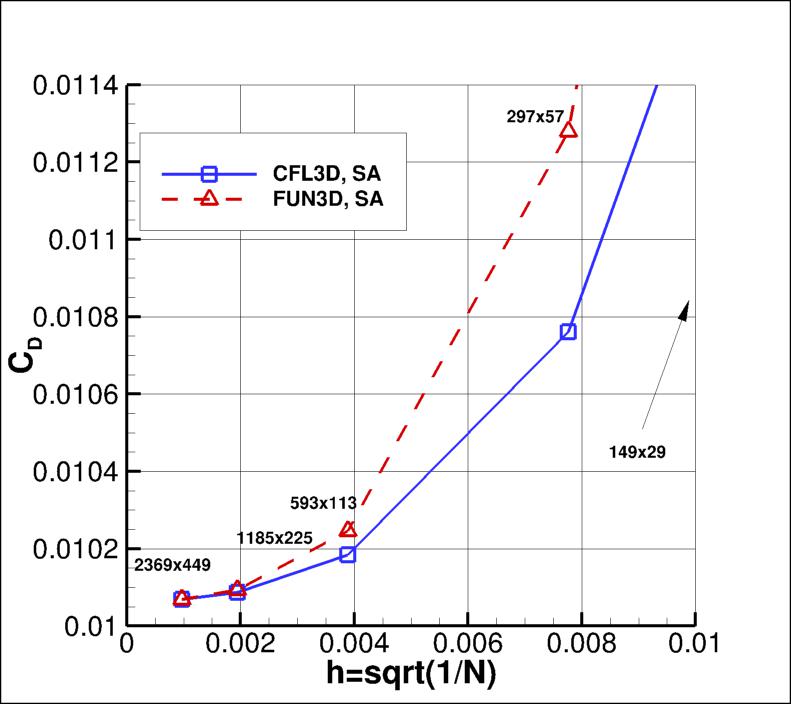 0.0114
297x57
0.0112
CFL3D, SA
FUN3D, SA
0.011
0.0108
C_D
0.0106
149x29
0.0104
593x113
1185x225
0.0102
2369x449
0.01
0 0.002 0.004 0.006 0.008 0.01
h=sqrt(1/N)